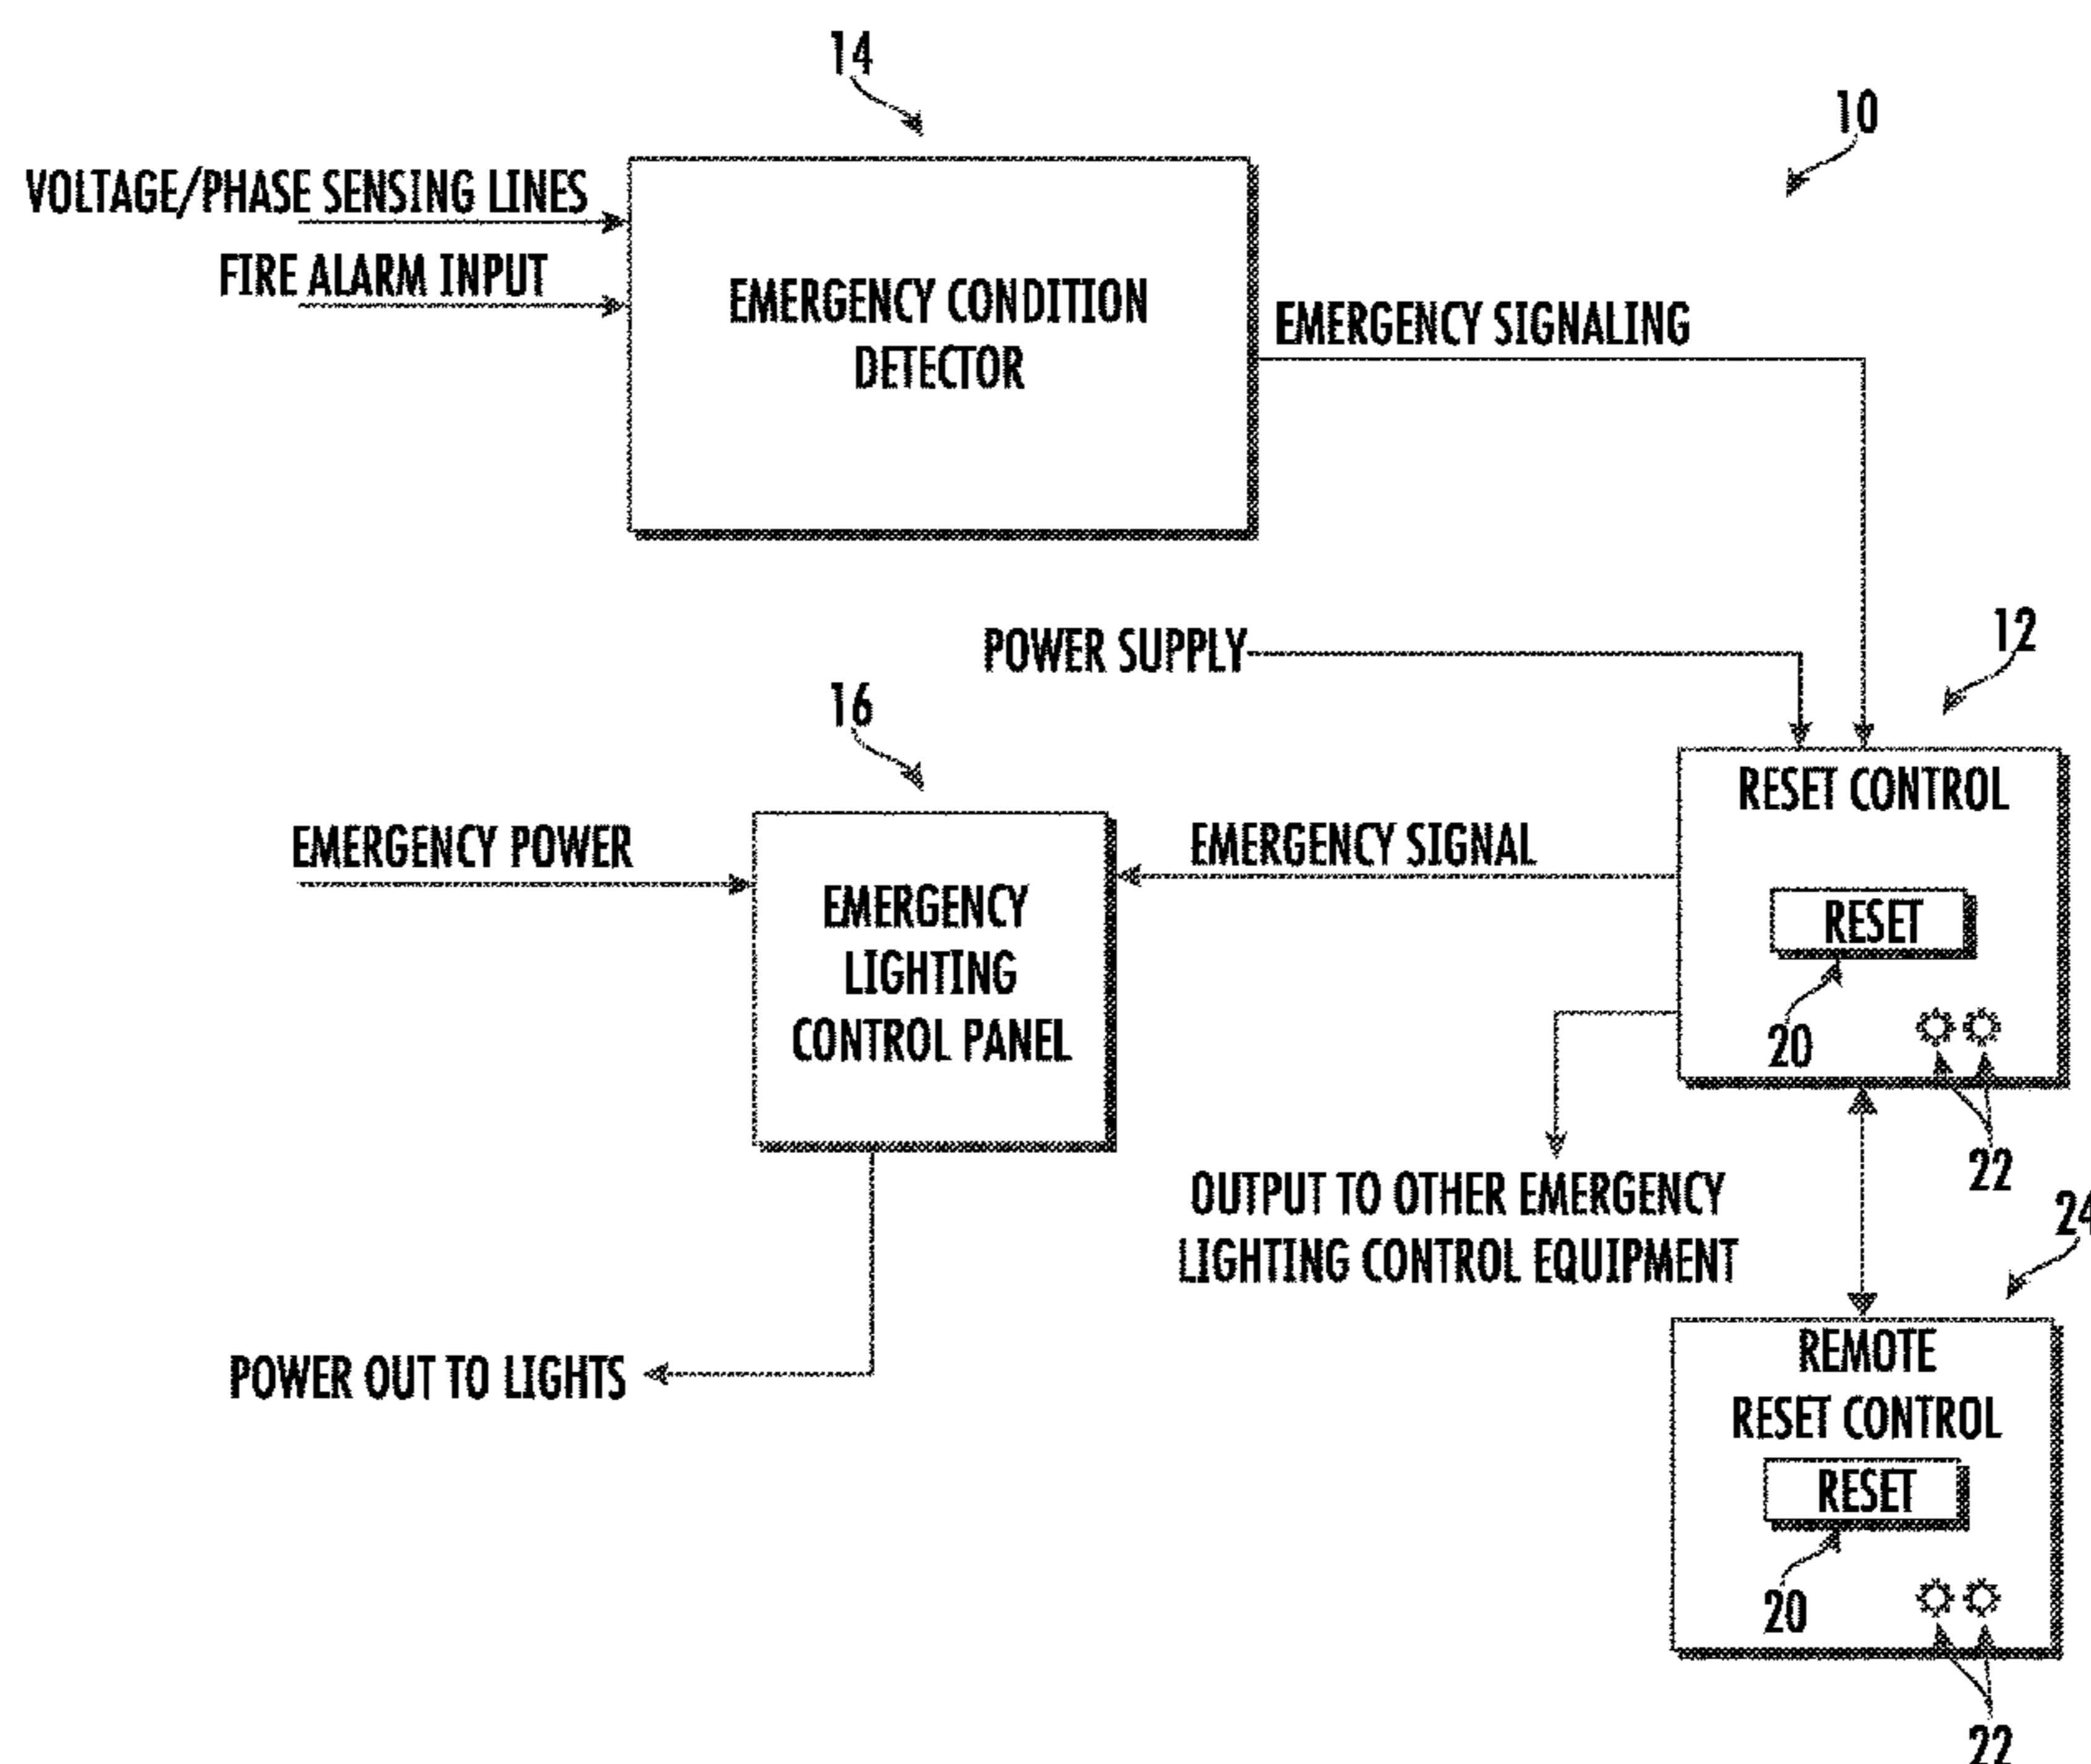 14
10
VOLTAGE/PHASE SENSING LINES
FIRE ALARM INPUT
EMERGENCY CONDITION
DETECTOR
EMERGENCY SIGNALING
POWER SUPPLY
12
16
RESET CONTROL
EMERGENCY POWER
EMERGENCY SIGNAL
EMERGENCY
LIGHTING
CONTROL PANEL
RESET
20
22
OUTPUT TO OTHER EMERGENCY
LIGHTING CONTROL EQUIPMENT
24
POWER OUT TO LIGHTS
REMOTE
RESET CONTROL
RESET
20
22